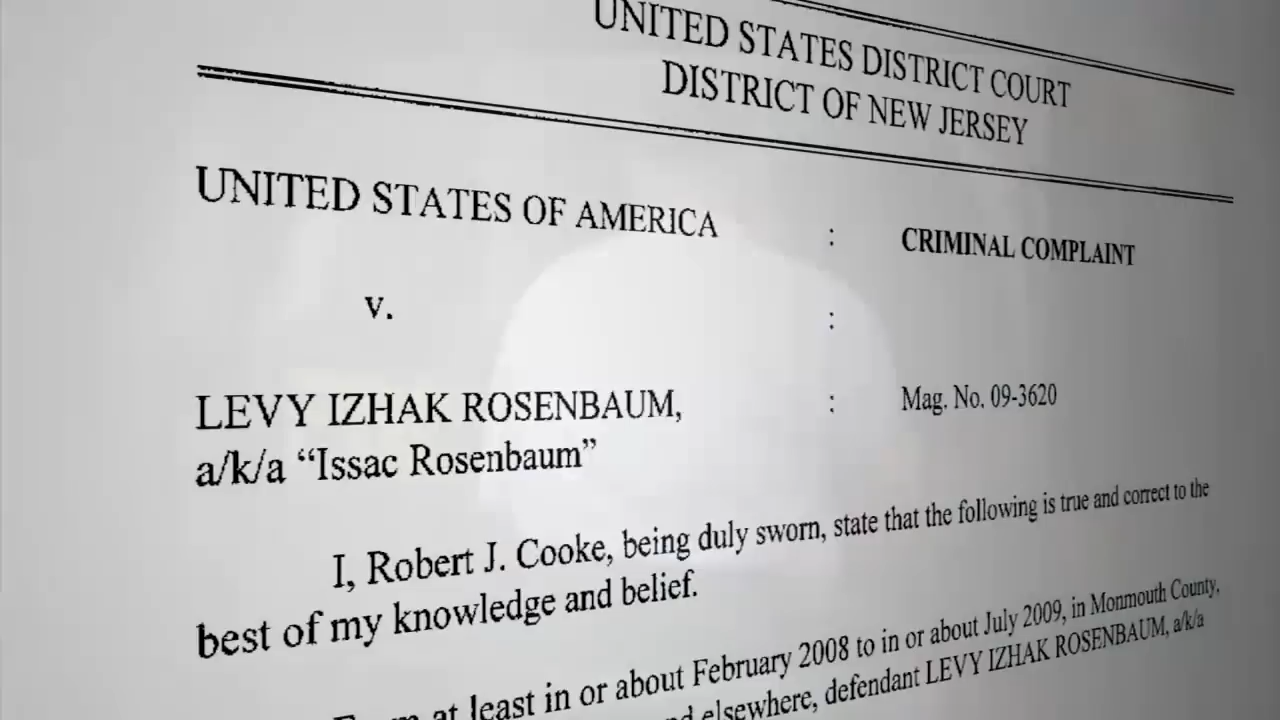 UNITED STATES DISTRICT COURT
DISTRICT OF NEW JERSEY
UNITED STATES OF AMERICA : CRIMINAL COMPLAINT
v. :
LEVY IZHAK ROSENBAUM, : Mag. No. 09-3620
a/k/a “Issac Rosenbaum”
I, Robert J. Cooke, being duly sworn, state that the following is true and correct to the
best of my knowledge and belief.
at least in or about February 2008 to in or about July 2009, in Monmouth County,
elsewhere, defendant LEVY IZHAK ROSENBAUM, a/k/a